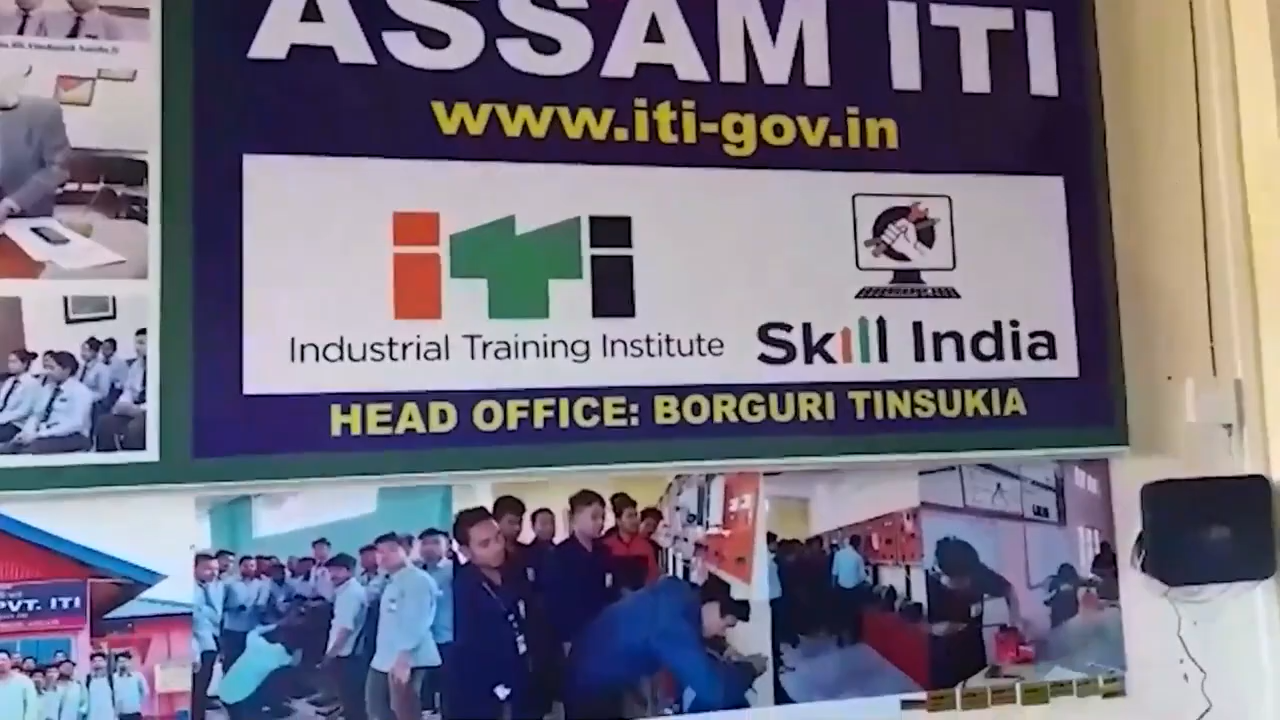 ASSAM ITI
www.iti-gov.in
iTi
Industrial Training Institute
Skill India
HEAD OFFICE: BORGURI TINSUKIA
PVT. ITI